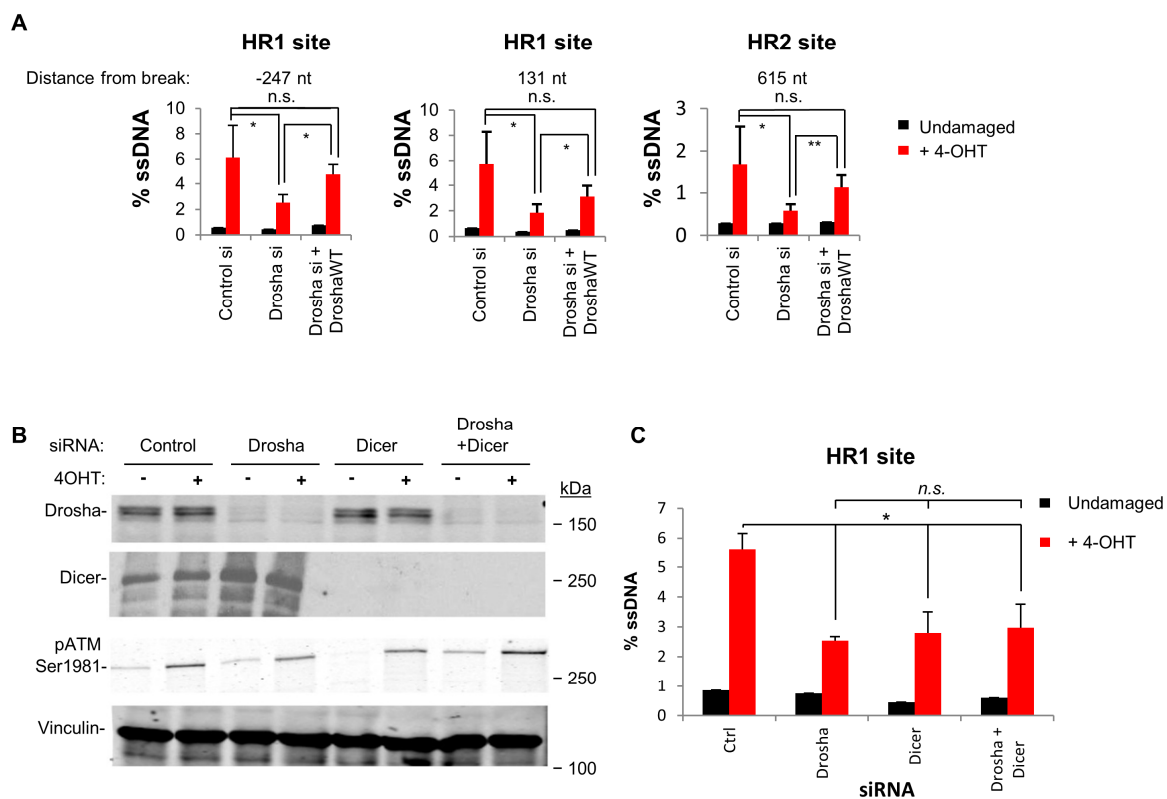 A
HR1 site
HR1 site
HR2 site
Distance from break:
-247 nt
131 nt
615 nt
n.s.
n.s.
n.s.
% ssDNA
10
8
6
4
2
0
*
*
Control si
Drosha si
Drosha si +
DroshaWT
% ssDNA
10
8
6
4
2
0
*
*
Control si
Drosha si
Drosha si +
DroshaWT
% ssDNA
3
2
1
0
*
**
Control si
Drosha si
Drosha si +
DroshaWT
Undamaged
+ 4-OHT
B
siRNA:
Control
Drosha
Dicer
Drosha
+Dicer
4OHT:
- + - + - + - +
kDa
Drosha-
– 150
Dicer-
– 250
pATM
Ser1981-
– 250
Vinculin-
– 100
C
HR1 site
n.s.
*
Undamaged
+ 4-OHT
% ssDNA
7
6
5
4
3
2
1
0
Ctrl
Drosha
Dicer
Drosha +
Dicer
siRNA